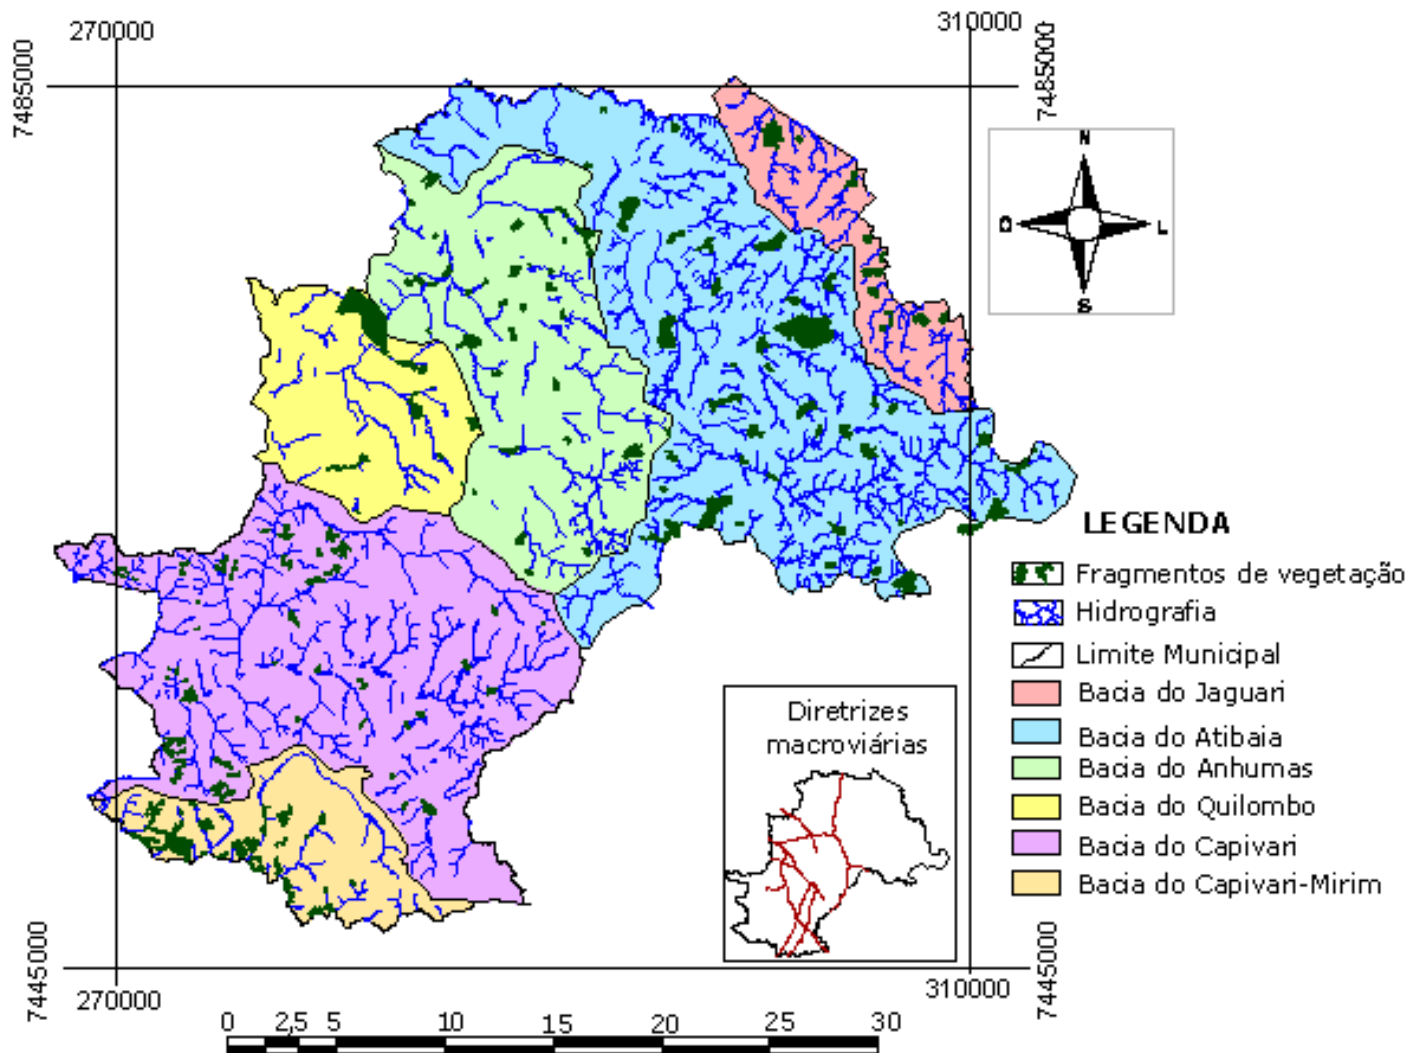 270000
310000
7485000
7485000
N
O
L
S
LEGENDA
Fragmentos de vegetação
Hidrografia
Limite Municipal
Bacia do Jaguari
Bacia do Atibaia
Bacia do Anhumas
Bacia do Quilombo
Bacia do Capivari
Bacia do Capivari-Mirim
Diretrizes
macroviárias
7445000
7445000
270000
310000
0 2,5 5 10 15 20 25 30